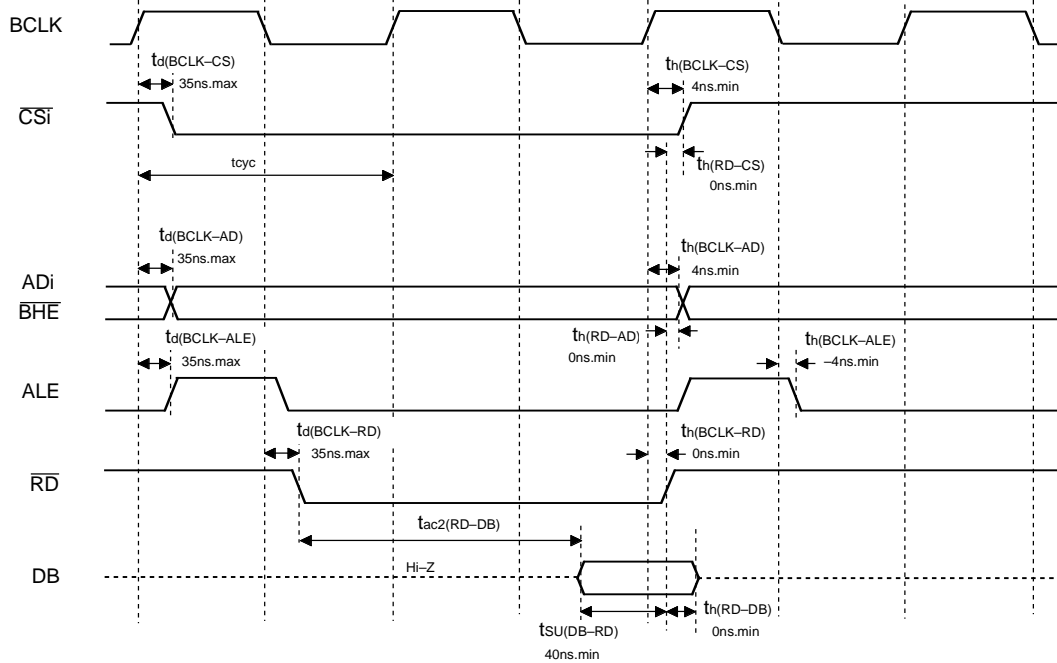 BCLK
td(BCLK–CS)
35ns.max
th(BCLK–CS)
4ns.min
CSi
th(RD–CS)
0ns.min
tcyc
td(BCLK–AD)
35ns.max
th(BCLK–AD)
4ns.min
ADi
BHE
th(RD–AD)
0ns.min
td(BCLK–ALE)
35ns.max
th(BCLK–ALE)
–4ns.min
ALE
td(BCLK–RD)
35ns.max
th(BCLK–RD)
0ns.min
RD
tac2(RD–DB)
DB
Hi–Z
tSU(DB–RD)
40ns.min
th(RD–DB)
0ns.min